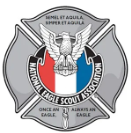 SEMEL ET AQUILA,
SEMPER ET AQUILA
NATIONAL EAGLE SCOUT ASSOCIATION
ONCE AN
EAGLE,
ALWAYS AN
EAGLE.